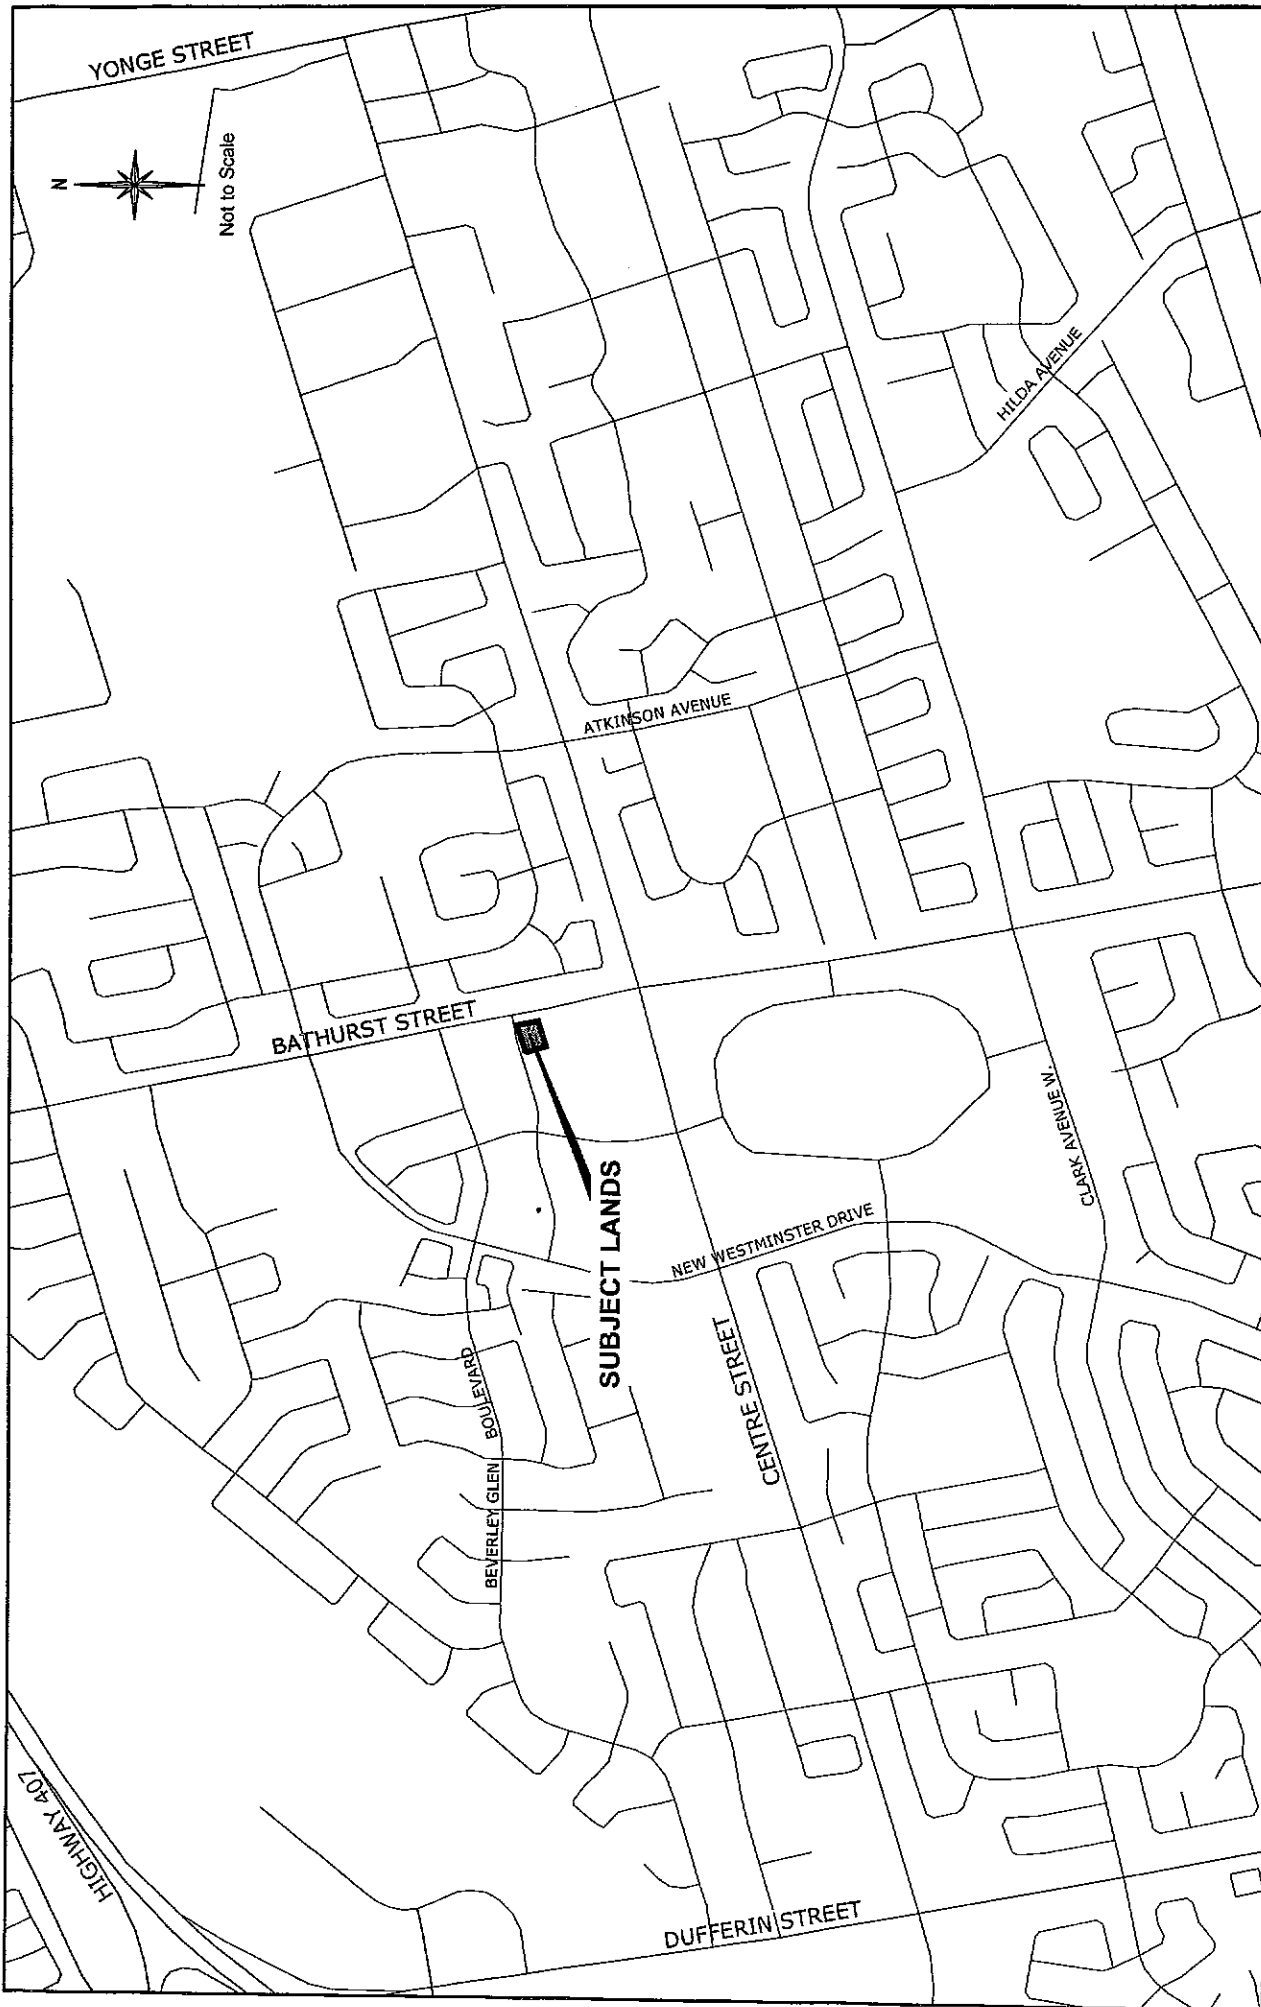 YONGE STREET
N
Not to Scale
HILDA AVENUE
ATKINSON AVENUE
BATHURST STREET
CLARK AVENUE W.
SUBJECT LANDS
NEW WESTMINSTER DRIVE
CENTRE STREET
BEVERLEY GLEN BOULEVARD
HIGHWAY 407
DUFFERIN STREET